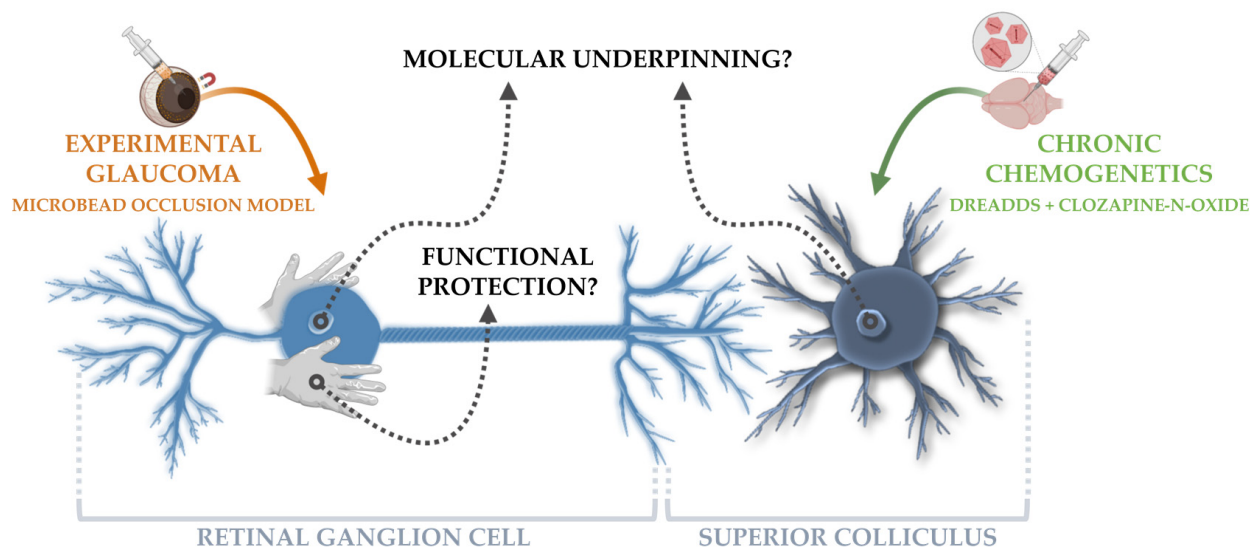 MOLECULAR UNDERPINNING?
EXPERIMENTAL
GLAUCOMA
MICROBEAD OCCLUSION MODEL
CHRONIC
CHEMOGENETICS
DREADDS + CLOZAPINE-N-OXIDE
FUNCTIONAL
PROTECTION?
RETINAL GANGLION CELL
SUPERIOR COLLICULUS